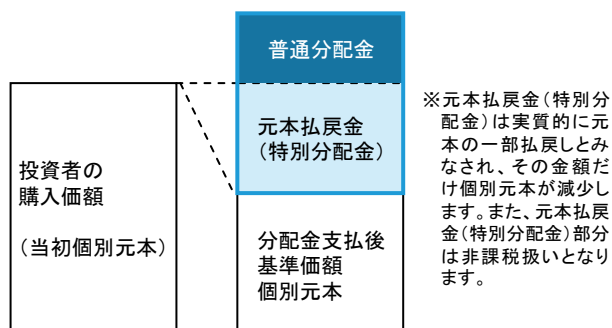 普通分配金
元本払戻金
（特別分配金）
投資者の
購入価額
（当初個別元本）
分配金支払後
基準価額
個別元本
※元本払戻金（特別分
配金）は実質的に元
本の一部払戻しとみ
なされ、その金額だ
け個別元本が減少し
ます。また、元本払戻
金（特別分配金）部分
は非課税扱いとなり
ます。